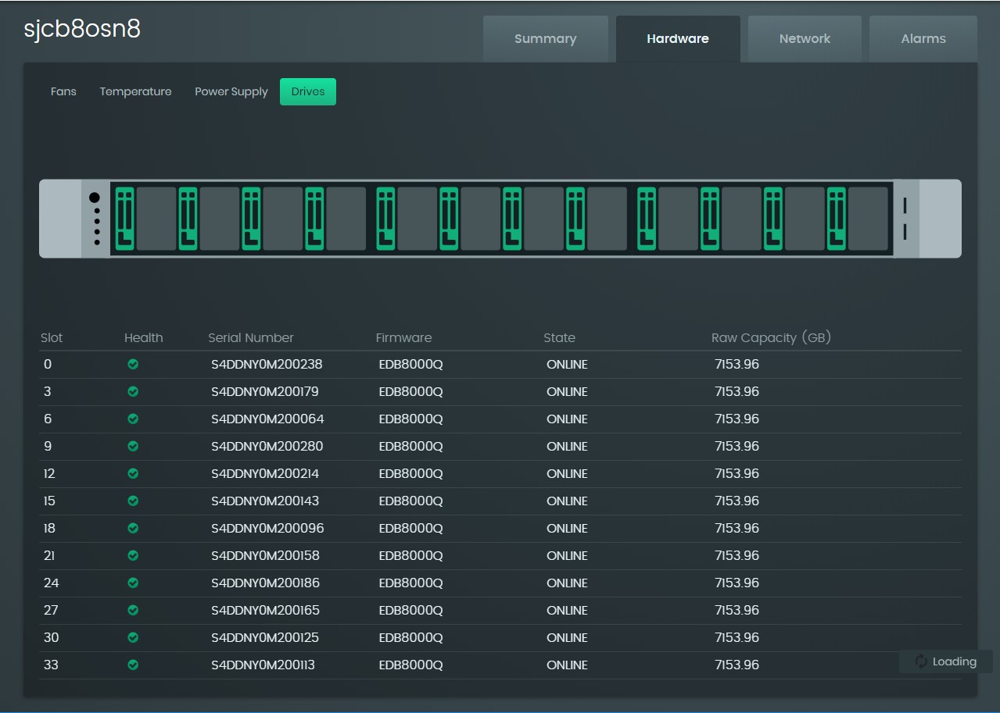 sjcb8osn8
Summary Hardware Network Alarms
Fans Temperature Power Supply Drives
Slot Health Serial Number Firmware State Raw Capacity (GB)
0 S4DDNY0M200238 EDB8000Q ONLINE 7153.96
3 S4DDNY0M200179 EDB8000Q ONLINE 7153.96
6 S4DDNY0M200064 EDB8000Q ONLINE 7153.96
9 S4DDNY0M200280 EDB8000Q ONLINE 7153.96
12 S4DDNY0M200214 EDB8000Q ONLINE 7153.96
15 S4DDNY0M200143 EDB8000Q ONLINE 7153.96
18 S4DDNY0M200096 EDB8000Q ONLINE 7153.96
21 S4DDNY0M200158 EDB8000Q ONLINE 7153.96
24 S4DDNY0M200186 EDB8000Q ONLINE 7153.96
27 S4DDNY0M200165 EDB8000Q ONLINE 7153.96
30 S4DDNY0M200125 EDB8000Q ONLINE 7153.96
33 S4DDNY0M200113 EDB8000Q ONLINE 7153.96
Loading